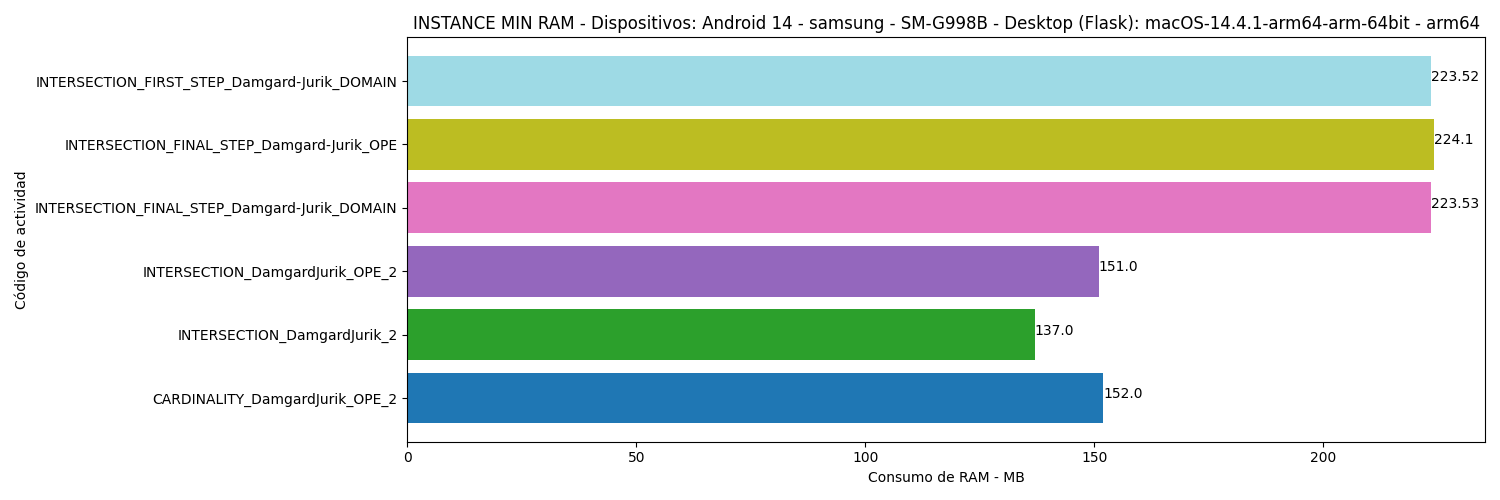 INSTANCE MIN RAM - Dispositivos: Android 14 - samsung - SM-G998B - Desktop (Flask): macOS-14.4.1-arm64-arm-64bit - arm64
Código de actividad
INTERSECTION_FIRST_STEP_Damgard-Jurik_DOMAIN
223.52
INTERSECTION_FINAL_STEP_Damgard-Jurik_OPE
224.1
INTERSECTION_FINAL_STEP_Damgard-Jurik_DOMAIN
223.53
INTERSECTION_DamgardJurik_OPE_2
151.0
INTERSECTION_DamgardJurik_2
137.0
CARDINALITY_DamgardJurik_OPE_2
152.0
0 50 100 150 200
Consumo de RAM - MB